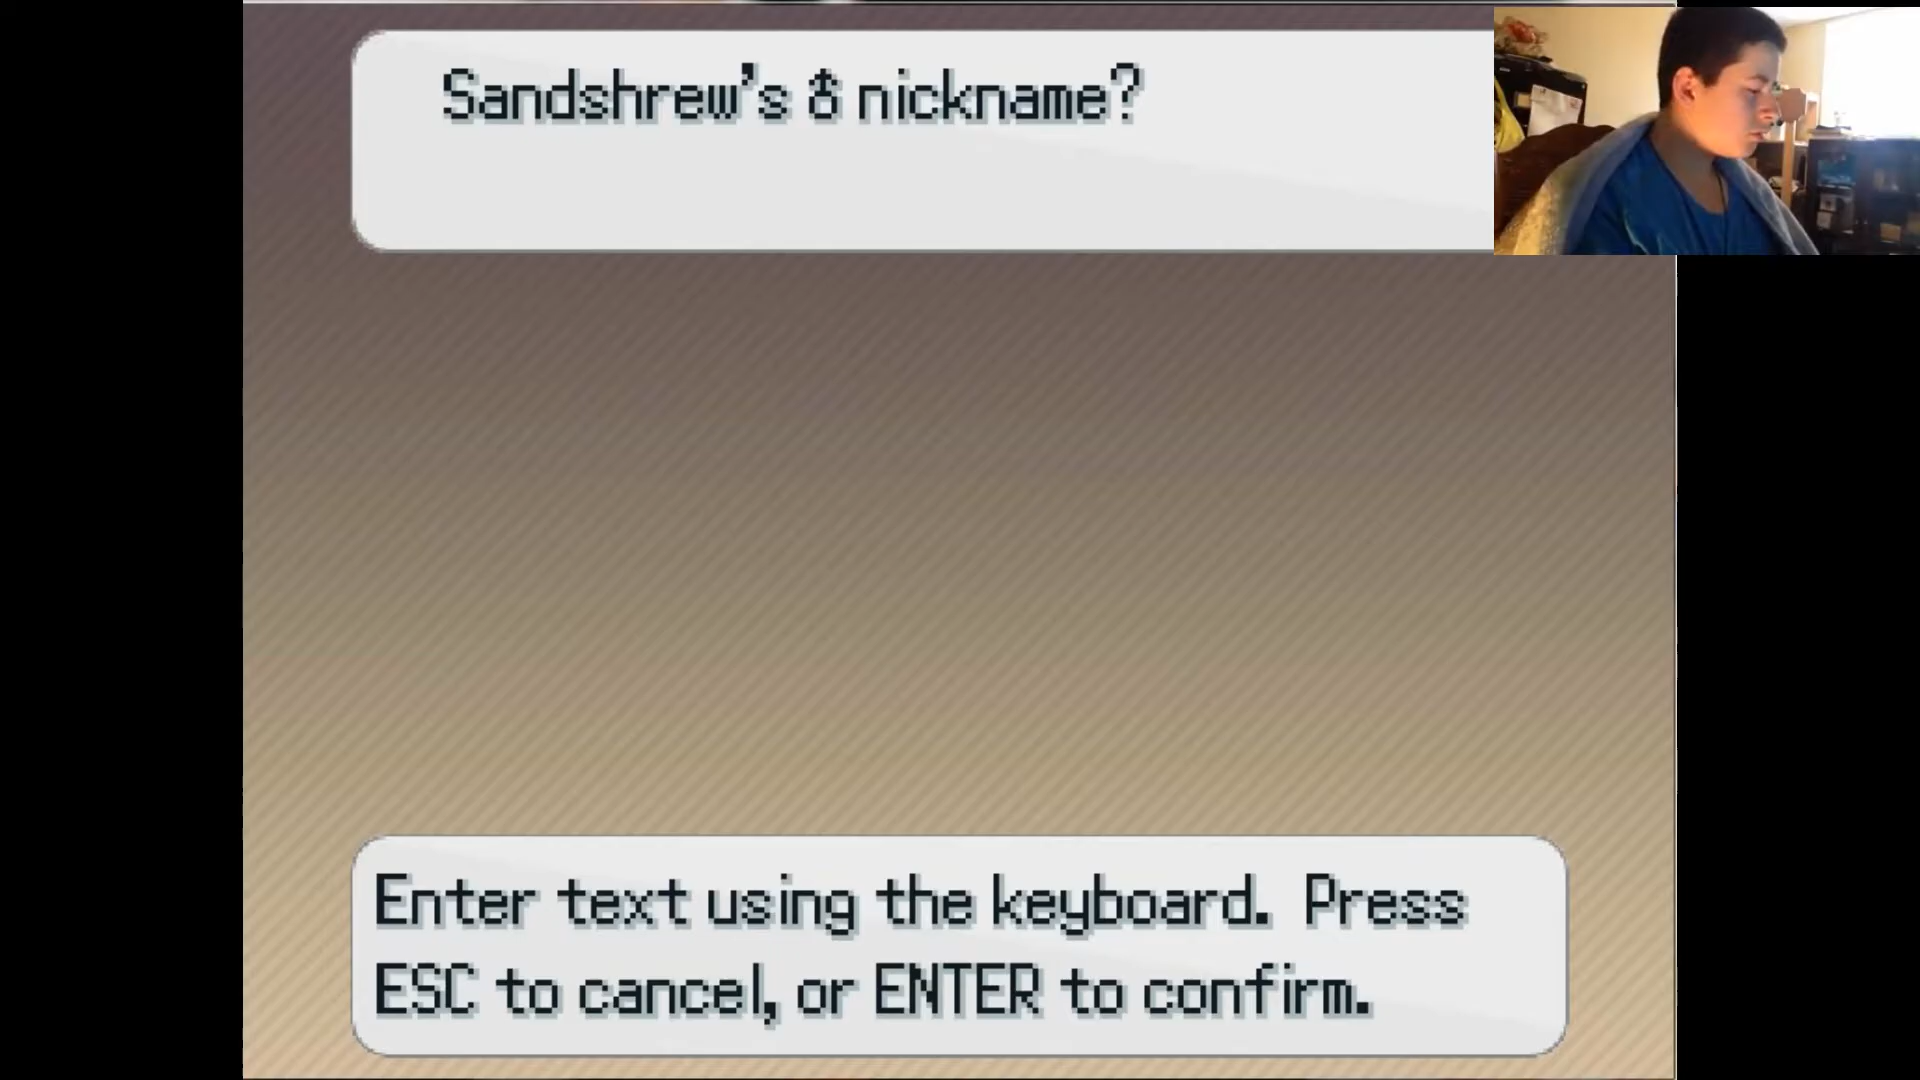 Sandshrew's ♂ nickname?
Enter text using the keyboard. Press
ESC to cancel, or ENTER to confirm.